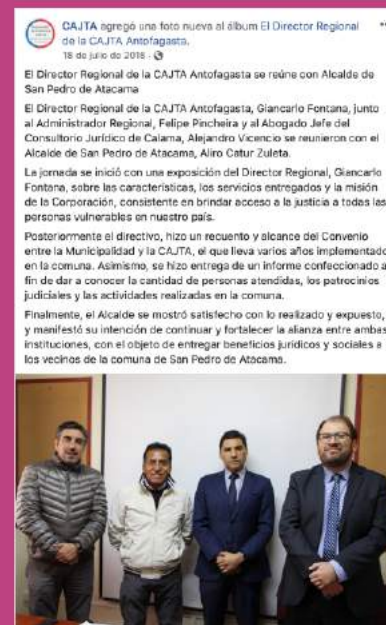 CAJTA agregó una foto nueva al álbum El Director Regional
de la CAJTA Antofagasta.
18 de julio de 2018 ·
El Director Regional de la CAJTA Antofagasta se reúne con Alcalde de
San Pedro de Atacama
El Director Regional de la CAJTA Antofagasta, Giancarlo Fontana, junto
al Administrador Regional, Felipe Pincheira y al Abogado Jefe del
Consultorio Jurídico de Calama, Alejandro Vicencio se reunieron con el
Alcalde de San Pedro de Atacama, Aliro Catur Zuleta.
La jornada se inició con una exposición del Director Regional, Giancarlo
Fontana, sobre las características, los servicios entregados y la misión
de la Corporación, consistente en brindar acceso a la justicia a todas las
personas vulnerables en nuestro país.
Posteriormente el directivo, hizo un recuento y alcance del Convenio
entre la Municipalidad y la CAJTA, el que lleva varios años implementado
en la comuna. Asimismo, se hizo entrega de un informe confeccionado a
fin de dar a conocer la cantidad de personas atendidas, los patrocinios
judiciales y las actividades realizadas en la comuna.
Finalmente, el Alcalde se mostró satisfecho con lo realizado y expuesto,
y manifestó su intención de continuar y fortalecer la alianza entre ambas
instituciones, con el objeto de entregar beneficios jurídicos y sociales a
los vecinos de la comuna de San Pedro de Atacama.